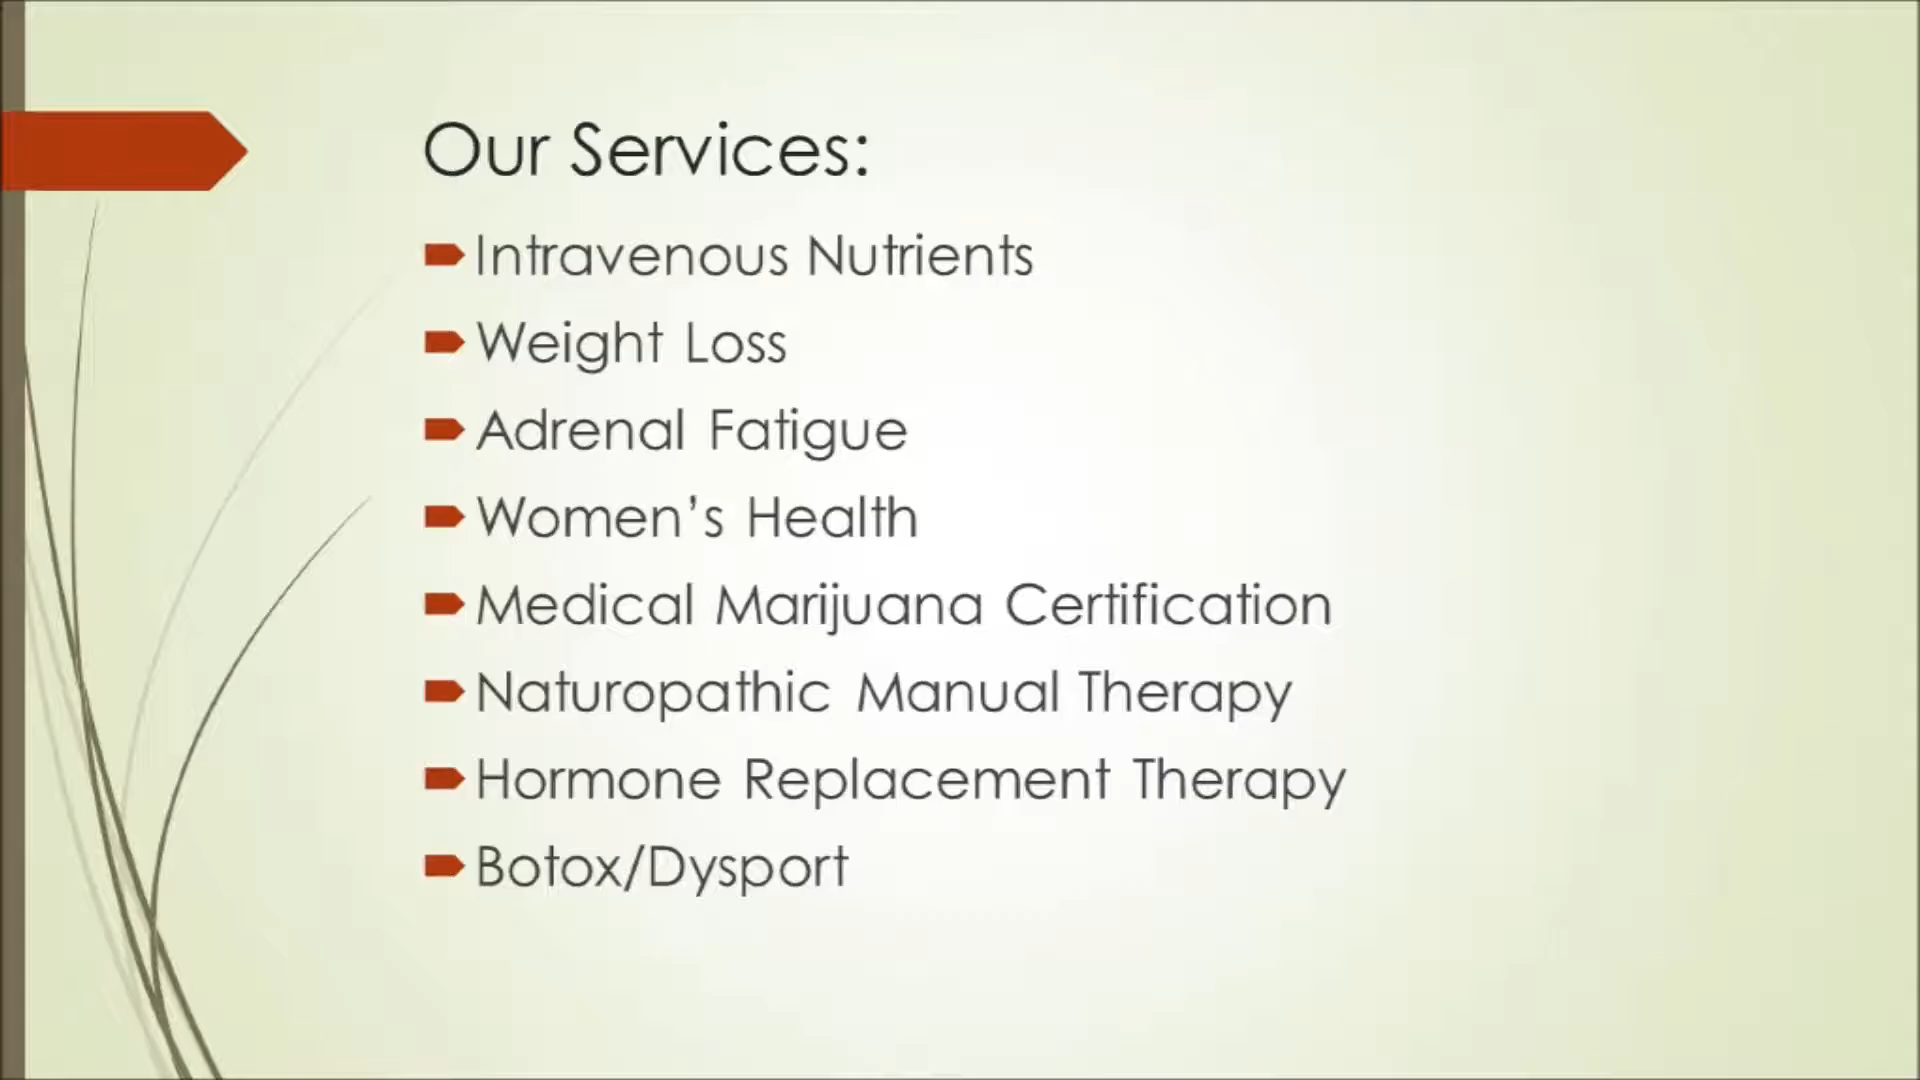 Our Services:
Intravenous Nutrients
Weight Loss
Adrenal Fatigue
Women’s Health
Medical Marijuana Certification
Naturopathic Manual Therapy
Hormone Replacement Therapy
Botox/Dysport